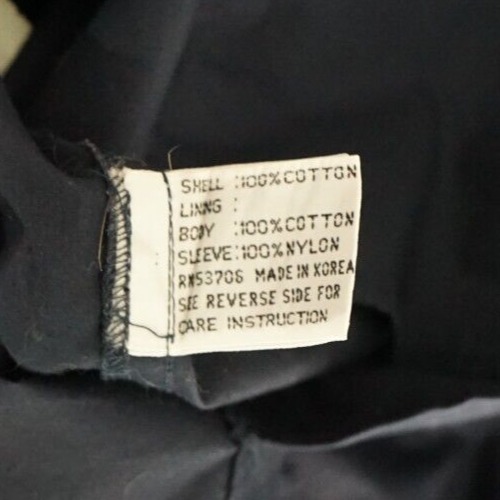 SHELL :100%COTTON
LINNG :
BODY :100%COTTON
SLEEVE:100%NYLON
RN53706 MADE IN KOREA
SEE REVERSE SIDE FOR
CARE INSTRUCTION